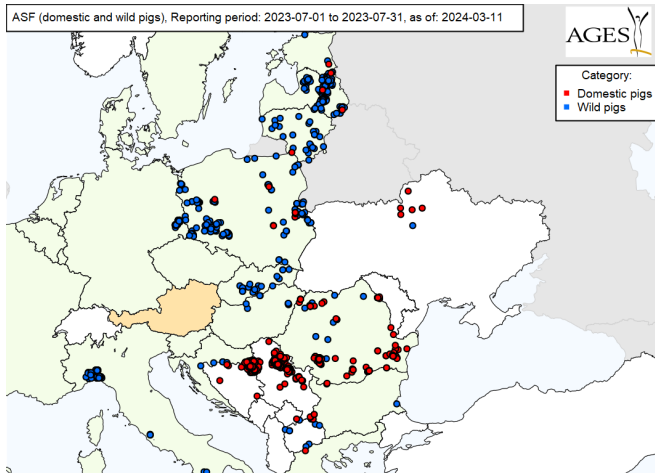 ASF (domestic and wild pigs), Reporting period: 2023-07-01 to 2023-07-31, as of: 2024-03-11
AGES
Category:
Domestic pigs
Wild pigs